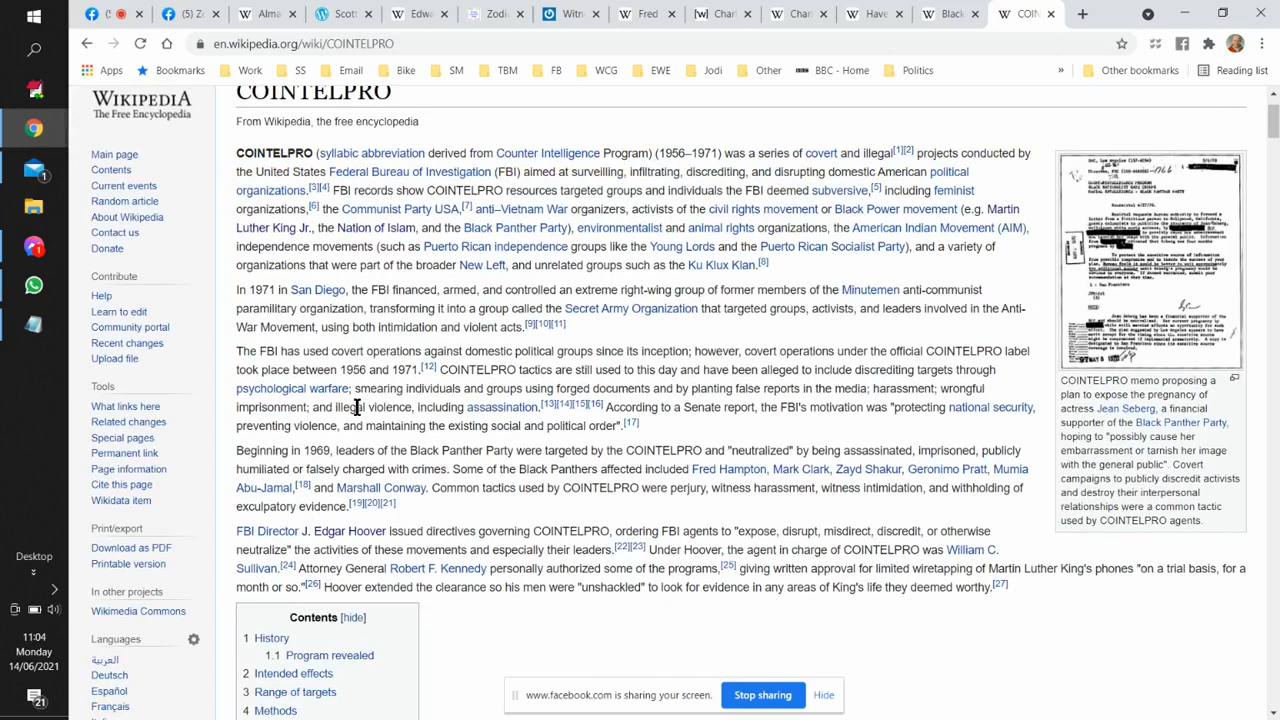 (5) Zo
Alma
Scott
Edwa
Zodi
Witne
Fred
Chan
Chan
Have
Black
COIN
en.wikipedia.org/wiki/COINTELPRO
Apps
Bookmarks
Work
SS
Email
Bike
SM
TBM
FB
WCG
EWE
Jodi
Other
BBC - Home
Politics
»
Other bookmarks
Reading list
WIKIPEDIA
The Free Encyclopedia
Main page
Contents
Current events
Random article
About Wikipedia
Contact us
Donate
Contribute
Help
Learn to edit
Community portal
Recent changes
Upload file
Tools
What links here
Related changes
Special pages
Permanent link
Page information
Cite this page
Wikidata item
Print/export
Download as PDF
Printable version
In other projects
Wikimedia Commons
Languages
العربية
Deutsch
Español
Français
COINTELPRO
From Wikipedia, the free encyclopedia
COINTELPRO (syllabic abbreviation derived from Counter Intelligence Program) (1956–1971) was a series of covert and illegal[1][2] projects conducted by
the United States Federal Bureau of Investigation (FBI) aimed at surveilling, infiltrating, discrediting, and disrupting domestic American political
organizations.[3][4] FBI records show COINTELPRO resources targeted groups and individuals the FBI deemed subversive,[5] including feminist
organizations,[6] the Communist Party USA,[7] anti–Vietnam War organizers, activists of the civil rights movement or Black Power movement (e.g. Martin
Luther King Jr., the Nation of Islam, and the Black Panther Party), environmentalist and animal rights organizations, the American Indian Movement (AIM),
independence movements (such as Puerto Rican independence groups like the Young Lords and the Puerto Rican Socialist Party), and a variety of
organizations that were part of the broader New Left, and unrelated groups such as the Ku Klux Klan.[8]
In 1971 in San Diego, the FBI financed, armed, and controlled an extreme right-wing group of former members of the Minutemen anti-communist
paramilitary organization, transforming it into a group called the Secret Army Organization that targeted groups, activists, and leaders involved in the Anti-
War Movement, using both intimidation and violent acts.[9][10][11]
The FBI has used covert operations against domestic political groups since its inception; however, covert operations under the official COINTELPRO label
took place between 1956 and 1971.[12] COINTELPRO tactics are still used to this day and have been alleged to include discrediting targets through
psychological warfare; smearing individuals and groups using forged documents and by planting false reports in the media; harassment; wrongful
imprisonment; and illegal violence, including assassination.[13][14][15][16] According to a Senate report, the FBI's motivation was "protecting national security,
preventing violence, and maintaining the existing social and political order".[17]
Beginning in 1969, leaders of the Black Panther Party were targeted by the COINTELPRO and "neutralized" by being assassinated, imprisoned, publicly
humiliated or falsely charged with crimes. Some of the Black Panthers affected included Fred Hampton, Mark Clark, Zayd Shakur, Geronimo Pratt, Mumia
Abu-Jamal,[18] and Marshall Conway. Common tactics used by COINTELPRO were perjury, witness harassment, witness intimidation, and withholding of
exculpatory evidence.[19][20][21]
FBI Director J. Edgar Hoover issued directives governing COINTELPRO, ordering FBI agents to "expose, disrupt, misdirect, discredit, or otherwise
neutralize" the activities of these movements and especially their leaders.[22][23] Under Hoover, the agent in charge of COINTELPRO was William C.
Sullivan.[24] Attorney General Robert F. Kennedy personally authorized some of the programs,[25] giving written approval for limited wiretapping of Martin Luther King's phones "on a trial basis, for a
month or so."[26] Hoover extended the clearance so his men were "unshackled" to look for evidence in any areas of King's life they deemed worthy.[27]
Contents [hide]
1 History
1.1 Program revealed
2 Intended effects
3 Range of targets
4 Methods
COINTELPRO memo proposing a
plan to expose the pregnancy of
actress Jean Seberg, a financial
supporter of the Black Panther Party,
hoping to "possibly cause her
embarrassment or tarnish her image
with the general public". Covert
campaigns to publicly discredit activists
and destroy their interpersonal
relationships were a common tactic
used by COINTELPRO agents.
www.facebook.com is sharing your screen.
Stop sharing
Hide
Desktop
11:04
Monday
14/06/2021
21